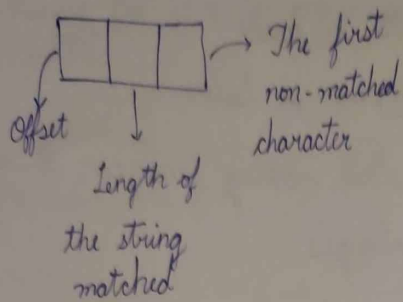 Offset
Length of
the string
matched
The first
non-matched
character